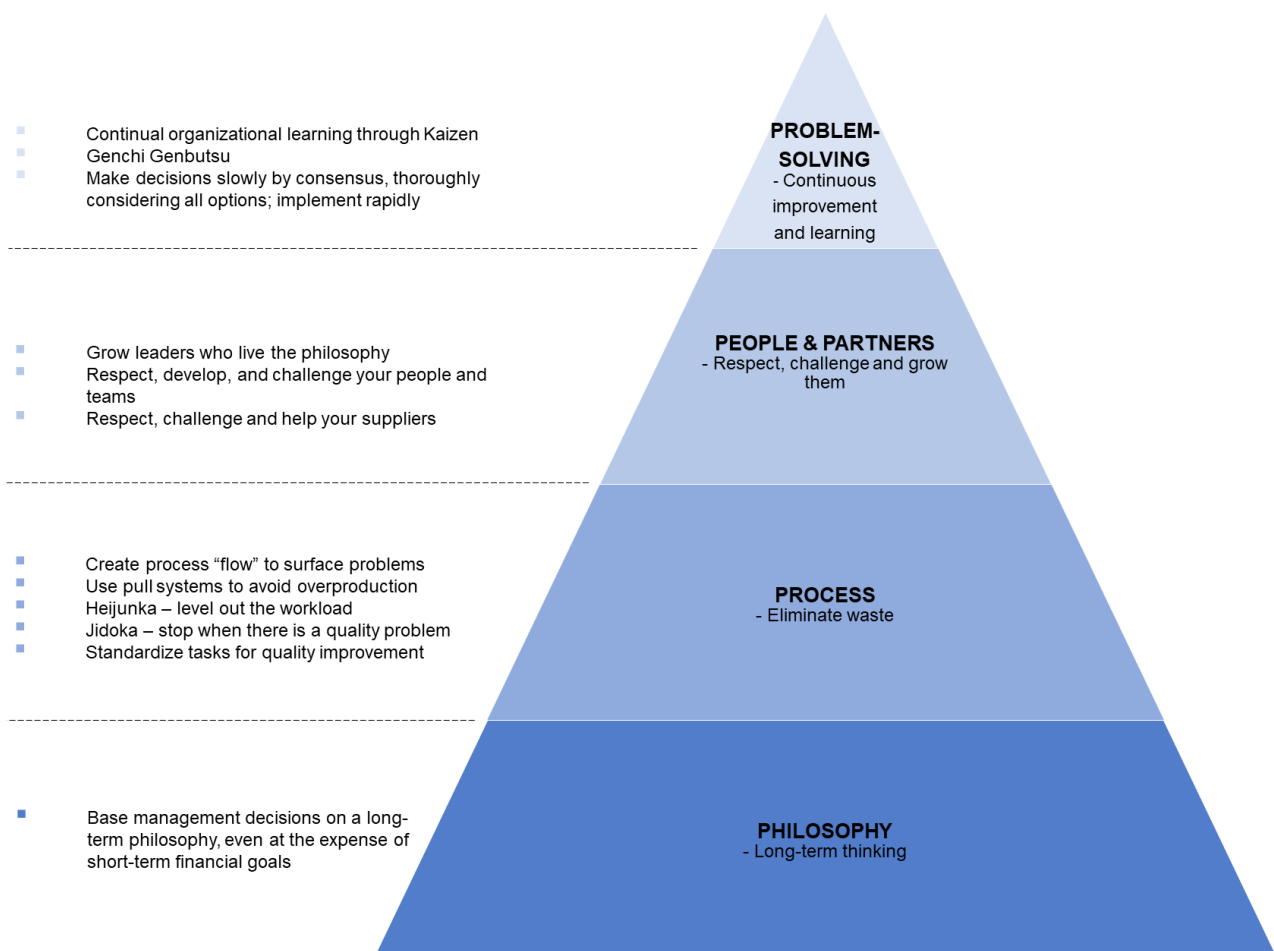 PROBLEM-
SOLVING
- Continuous
improvement
and learning
Continual organizational learning through Kaizen
Genchi Genbutsu
Make decisions slowly by consensus, thoroughly
considering all options; implement rapidly
PEOPLE & PARTNERS
- Respect, challenge and grow
them
Grow leaders who live the philosophy
Respect, develop, and challenge your people and
teams
Respect, challenge and help your suppliers
PROCESS
- Eliminate waste
Create process “flow” to surface problems
Use pull systems to avoid overproduction
Heijunka – level out the workload
Jidoka – stop when there is a quality problem
Standardize tasks for quality improvement
PHILOSOPHY
- Long-term thinking
Base management decisions on a long-
term philosophy, even at the expense of
short-term financial goals